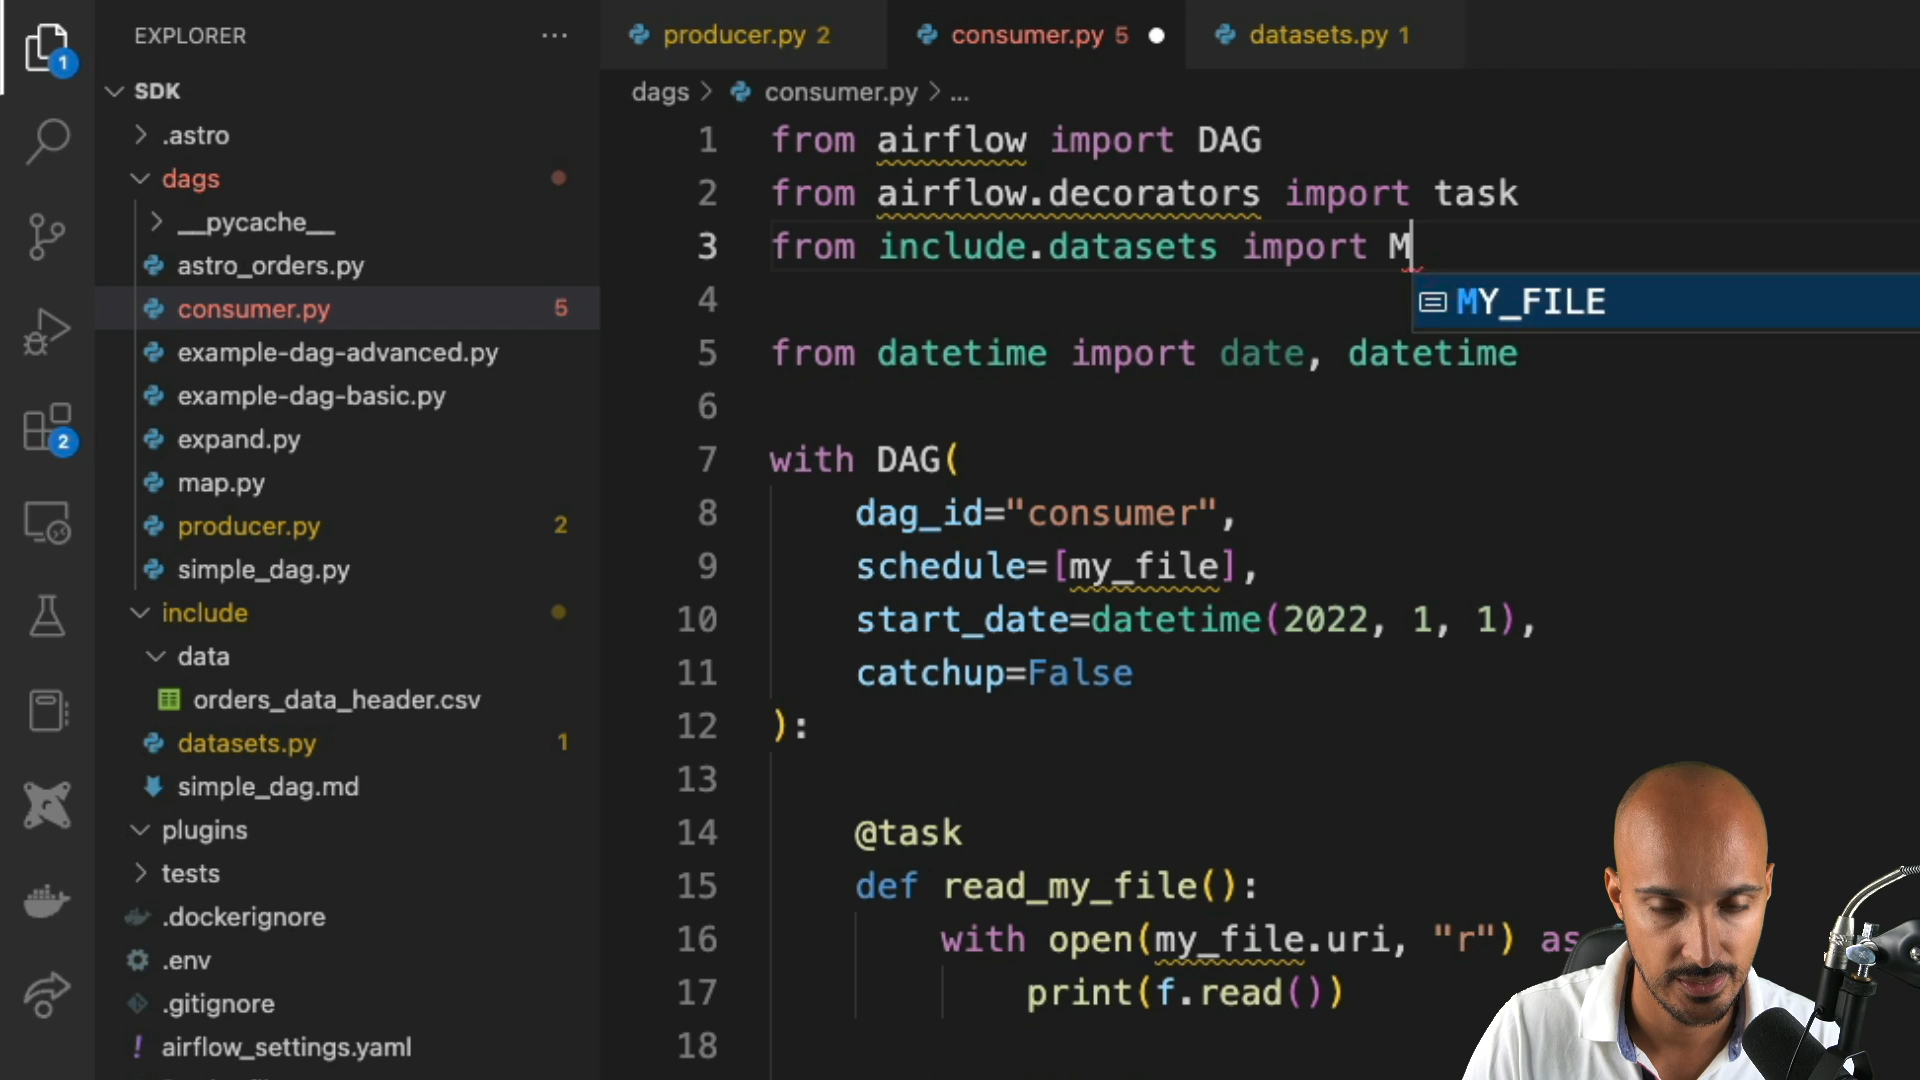 EXPLORER
SDK
.astro
dags
__pycache__
astro_orders.py
consumer.py 5
example-dag-advanced.py
example-dag-basic.py
expand.py
map.py
producer.py 2
simple_dag.py
include
data
orders_data_header.csv
datasets.py 1
simple_dag.md
plugins
tests
.dockerignore
.env
.gitignore
! airflow_settings.yaml
1
2
producer.py 2
consumer.py 5
datasets.py 1
dags > consumer.py > ...
1 from airflow import DAG
2 from airflow.decorators import task
3 from include.datasets import M
MY_FILE
4
5 from datetime import date, datetime
6
7 with DAG(
8 dag_id="consumer",
9 schedule=[my_file],
10 start_date=datetime(2022, 1, 1),
11 catchup=False
12 ):
13
14 @task
15 def read_my_file():
16 with open(my_file.uri, "r") as
17 print(f.read())
18